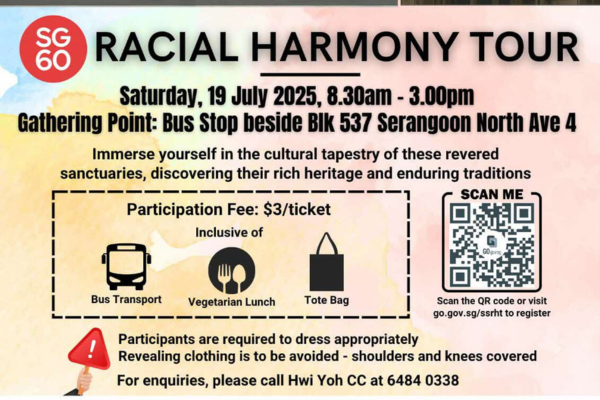 SG
60
RACIAL HARMONY TOUR
Saturday, 19 July 2025, 8.30am - 3.00pm
Gathering Point: Bus Stop beside Blk 537 Serangoon North Ave 4
Immerse yourself in the cultural tapestry of these revered
sanctuaries, discovering their rich heritage and enduring traditions
Participation Fee: $3/ticket
Inclusive of
Bus Transport
Vegetarian Lunch
Tote Bag
SCAN ME
Scan the QR code or visit
go.gov.sg/ssrht to register
Participants are required to dress appropriately
Revealing clothing is to be avoided - shoulders and knees covered
For enquiries, please call Hwi Yoh CC at 6484 0338